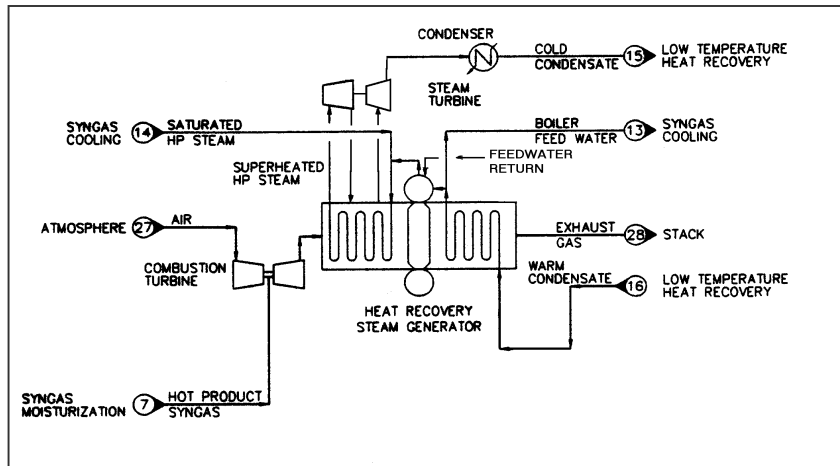 CONDENSER
COLD
CONDENSATE
15
LOW TEMPERATURE
HEAT RECOVERY
STEAM
TURBINE
SYNGAS
COOLING
14
SATURATED
HP STEAM
BOILER
FEED WATER
13
SYNGAS
COOLING
SUPERHEATED
HP STEAM
FEEDWATER
RETURN
ATMOSPHERE
27
AIR
EXHAUST
GAS
28
STACK
COMBUSTION
TURBINE
WARM
CONDENSATE
16
LOW TEMPERATURE
HEAT RECOVERY
HEAT RECOVERY
STEAM GENERATOR
SYNGAS
MOISTURIZATION
7
HOT PRODUCT
SYNGAS